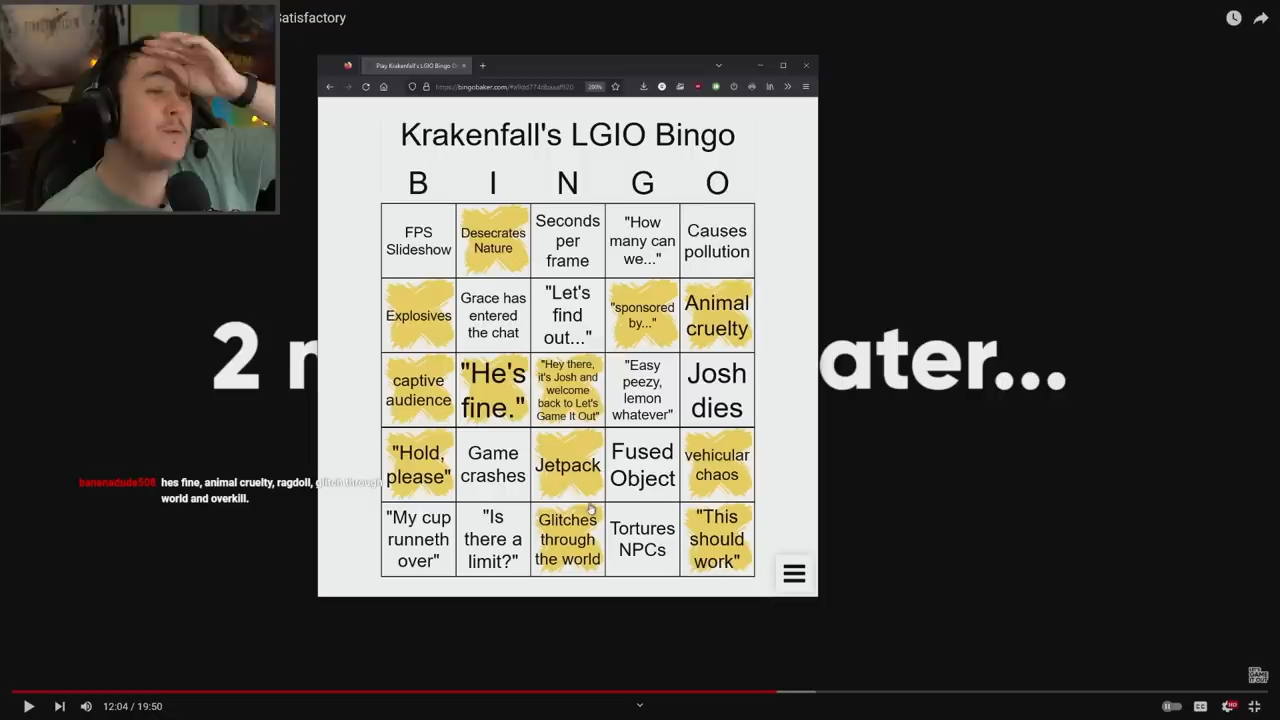 Satisfactory
Play Krakenfall's LGIO Bingo O
200%
Krakenfall's LGIO Bingo
B I N G O
FPS
Slideshow
Desecrates
Nature
Seconds
per
frame
"How
many can
we..."
Causes
pollution
Explosives
Grace has
entered
the chat
"Let's
find
out..."
"sponsored
by..."
Animal
cruelty
captive
audience
"He's
fine."
"Hey there,
it's Josh and
welcome
back to Let's
Game It Out"
"Easy
peezy,
lemon
whatever"
Josh
dies
"Hold,
please"
Game
crashes
Jetpack
Fused
Object
vehicular
chaos
"My cup
runneth
over"
"Is
there a
limit?"
Glitches
through
the world
Tortures
NPCs
"This
should
work"
2 ater...
bananadude508 hes fine, animal cruelty, ragdoll, glitch through
world and overkill.
12:04 / 19:50